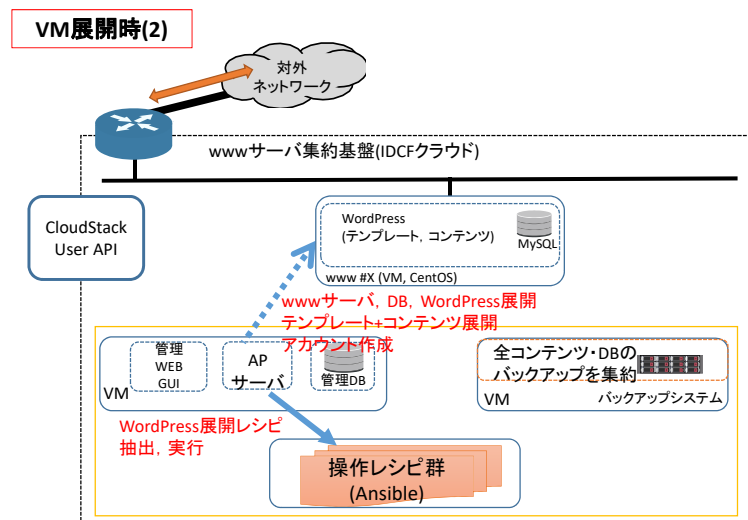 VM展開時(2)
対外
ネットワーク
wwwサーバ集約基盤(IDCFクラウド)
CloudStack
User API
WordPress
(テンプレート, コンテンツ)
MySQL
www #X (VM, CentOS)
wwwサーバ, DB, WordPress展開
テンプレート+コンテンツ展開
アカウント作成
管理
WEB
GUI
AP
サーバ
管理DB
VM
全コンテンツ・DBの
バックアップを集約
VM
バックアップシステム
WordPress展開レシピ
抽出, 実行
操作レシピ群
(Ansible)